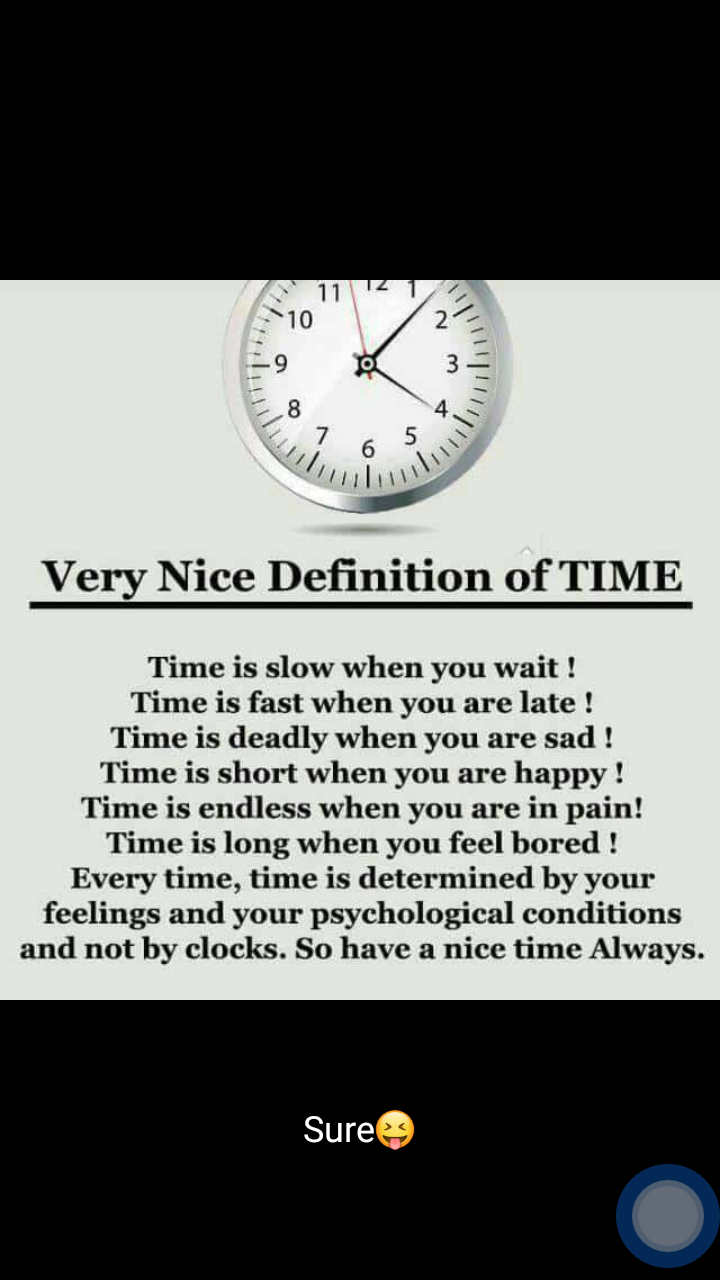 11 12 1
10 2
9 3
8 4
7 6 5
Very Nice Definition of TIME
Time is slow when you wait !
Time is fast when you are late !
Time is deadly when you are sad !
Time is short when you are happy !
Time is endless when you are in pain!
Time is long when you feel bored !
Every time, time is determined by your
feelings and your psychological conditions
and not by clocks. So have a nice time Always.
Sure😝